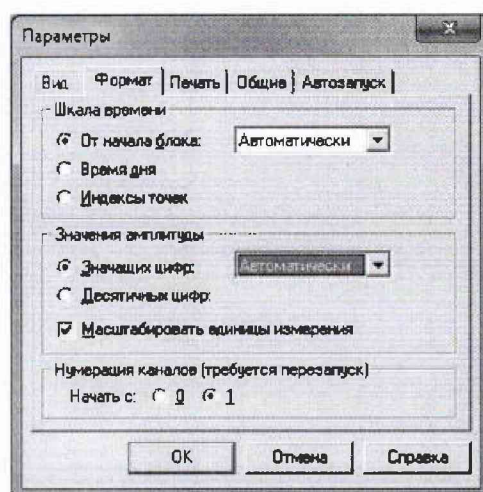 Параметры
Вид Формат Печать Общие Автозапуск
Шкала времени
От начала блока: Автоматически
Время дня
Индексы точек
Значения амплитуды
Значащих цифр: Автоматически
Десятичных цифр:
Масштабировать единицы измерения
Нумерация каналов (требуется перезапуск)
Начать с: 0 1
OK Отмена Справка